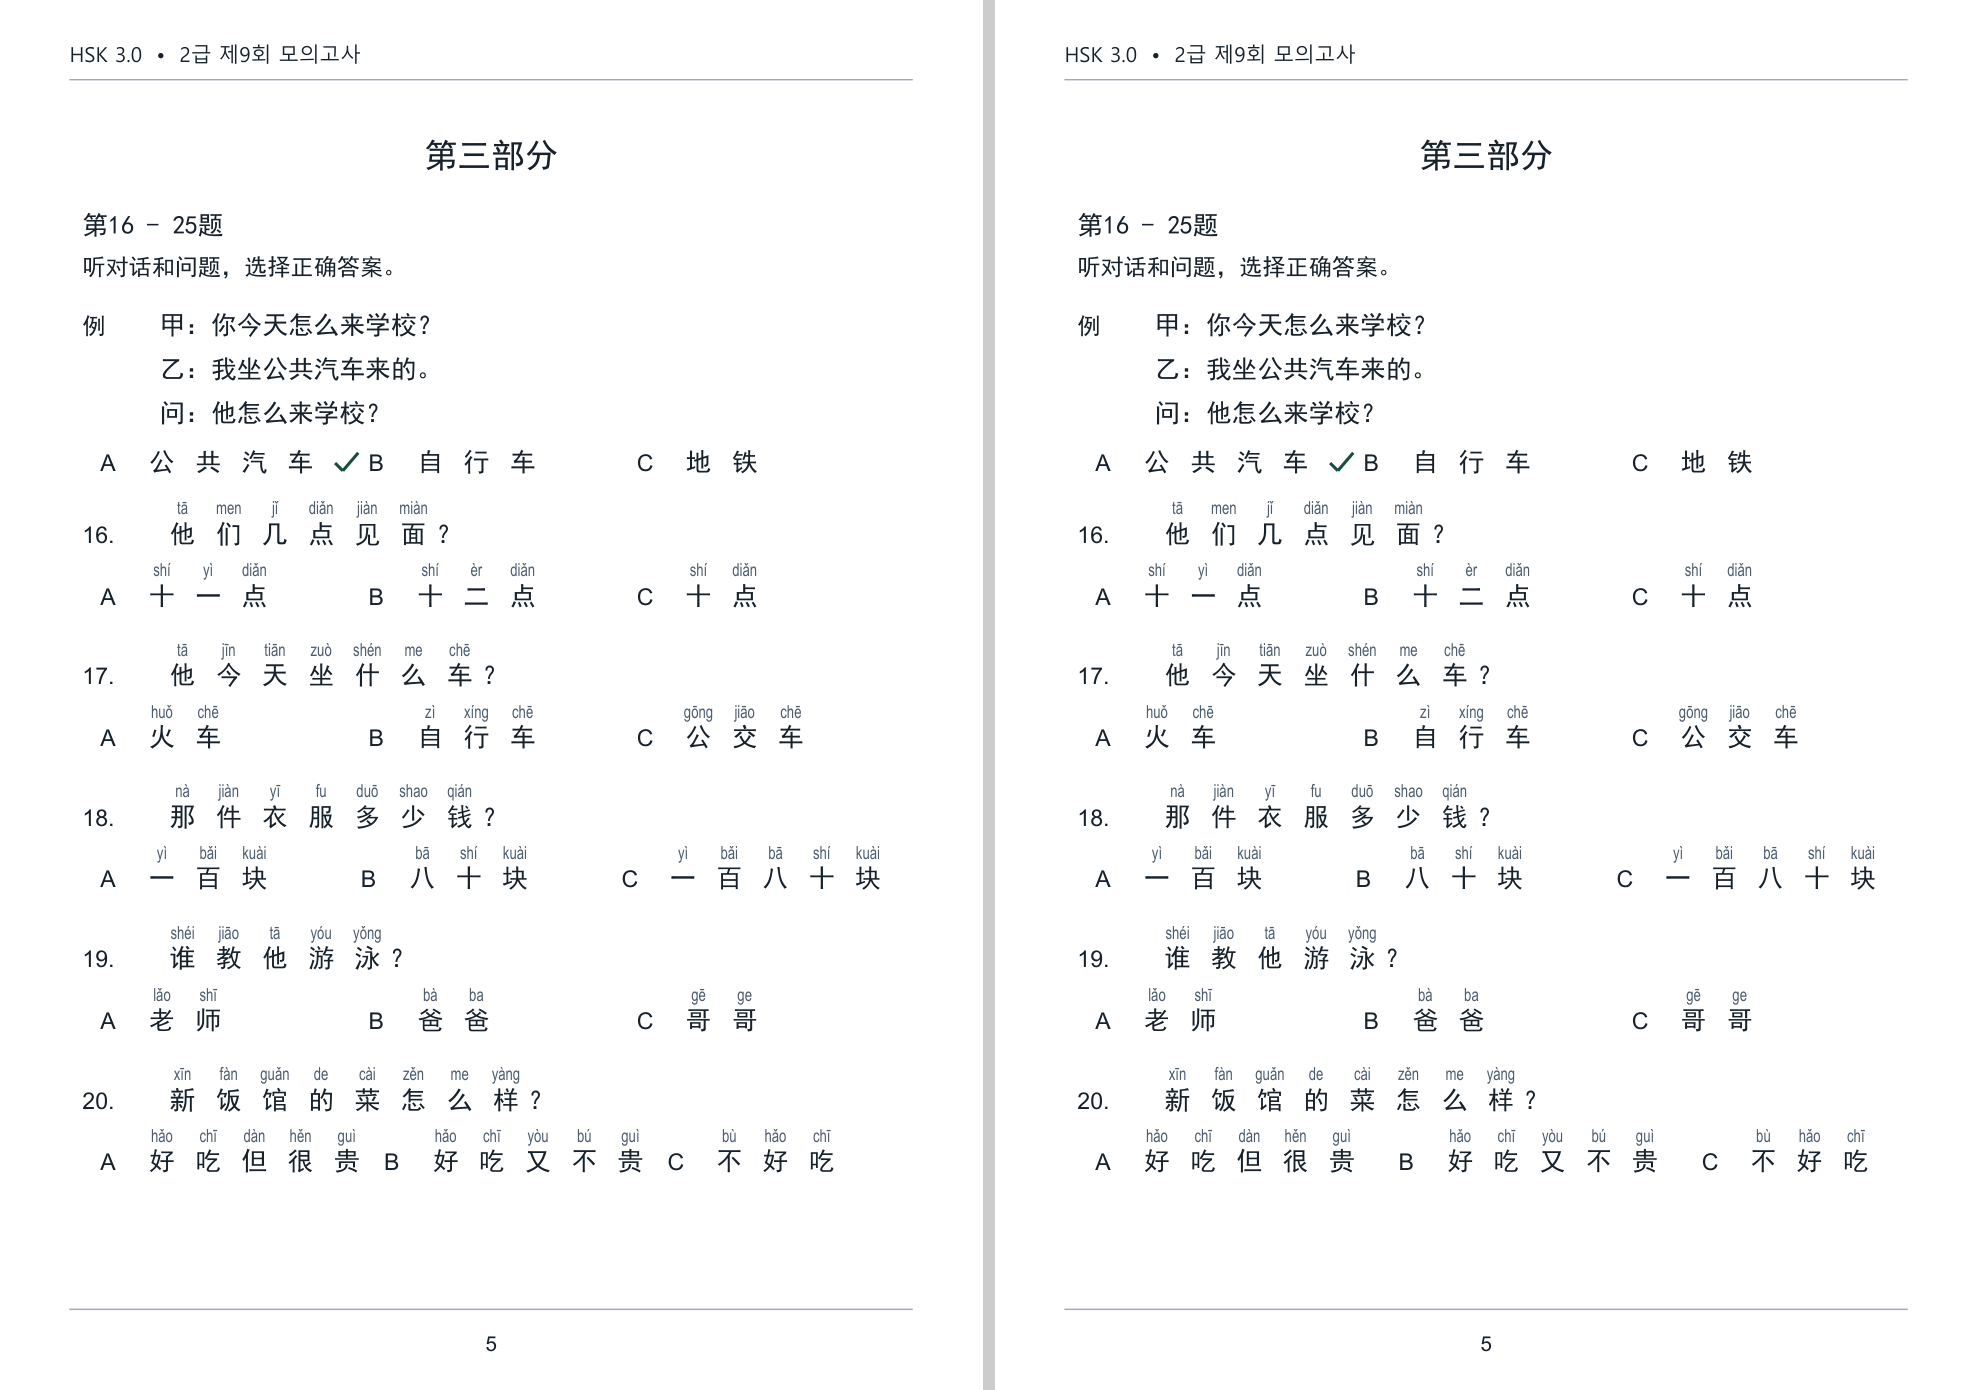 HSK 3.0 • 2급 제9회 모의고사
第三部分
第16 － 25题
听对话和问题，选择正确答案。
例 甲：你今天怎么来学校？
乙：我坐公共汽车来的。
问：他怎么来学校？
A 公共汽车 ✓ B 自行车 C 地铁
tā men jǐ diǎn jiàn miàn
16. 他们几点见面？
shí yì diǎn shí èr diǎn shí diǎn
A 十一点 B 十二点 C 十点
tā jīn tiān zuò shén me chē
17. 他今天坐什么车？
huǒ chē zì xíng chē gōng jiāo chē
A 火车 B 自行车 C 公交车
nà jiàn yī fu duō shao qián
18. 那件衣服多少钱？
yì bǎi kuài bā shí kuài yì bǎi bā shí kuài
A 一百块 B 八十块 C 一百八十块
shéi jiāo tā yóu yǒng
19. 谁教他游泳？
lǎo shī bà ba gē ge
A 老师 B 爸爸 C 哥哥
xīn fàn guǎn de cài zěn me yàng
20. 新饭馆的菜怎么样？
hǎo chī dàn hěn guì hǎo chī yòu bú guì bù hǎo chī
A 好吃但很贵 B 好吃又不贵 C 不好吃
5
HSK 3.0 • 2급 제9회 모의고사
第三部分
第16 － 25题
听对话和问题，选择正确答案。
例 甲：你今天怎么来学校？
乙：我坐公共汽车来的。
问：他怎么来学校？
A 公共汽车 ✓ B 自行车 C 地铁
tā men jǐ diǎn jiàn miàn
16. 他们几点见面？
shí yì diǎn shí èr diǎn shí diǎn
A 十一点 B 十二点 C 十点
tā jīn tiān zuò shén me chē
17. 他今天坐什么车？
huǒ chē zì xíng chē gōng jiāo chē
A 火车 B 自行车 C 公交车
nà jiàn yī fu duō shao qián
18. 那件衣服多少钱？
yì bǎi kuài bā shí kuài yì bǎi bā shí kuài
A 一百块 B 八十块 C 一百八十块
shéi jiāo tā yóu yǒng
19. 谁教他游泳？
lǎo shī bà ba gē ge
A 老师 B 爸爸 C 哥哥
xīn fàn guǎn de cài zěn me yàng
20. 新饭馆的菜怎么样？
hǎo chī dàn hěn guì hǎo chī yòu bú guì bù hǎo chī
A 好吃但很贵 B 好吃又不贵 C 不好吃
5